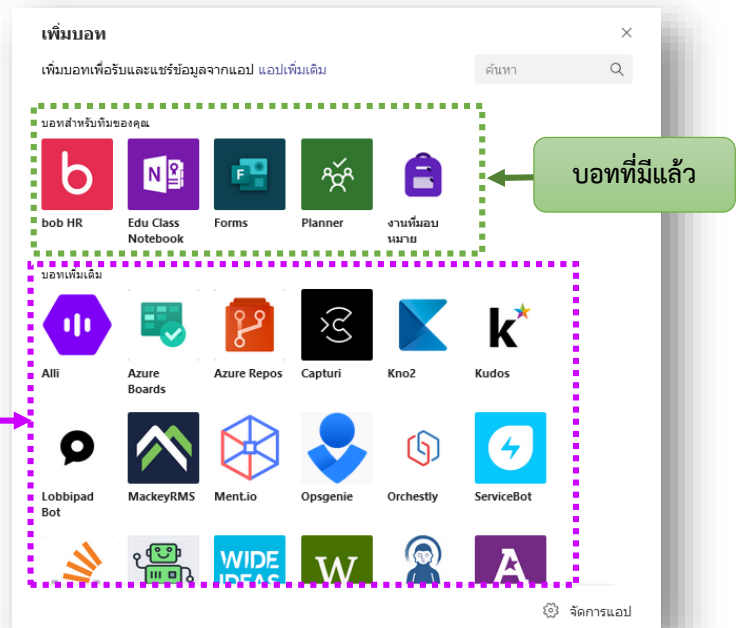 เพิ่มบอท
เพิ่มบอทเพื่อรับและแชร์ข้อมูลจากแอป แอปเพิ่มเติม
ค้นหา
บอทสำหรับทีมของคุณ
บอทที่มีแล้ว
bob HR
Edu Class
Notebook
Forms
Planner
งานที่มอบ
หมาย
บอทเพิ่มเติม
k
Alli
Azure
Boards
Azure Repos
Capturi
Kno2
Kudos
Lobbipad
Bot
MackeyRMS
Ment.io
Opsgenie
Orchestly
ServiceBot
WIDE
IDEAS
W
A
จัดการแอป